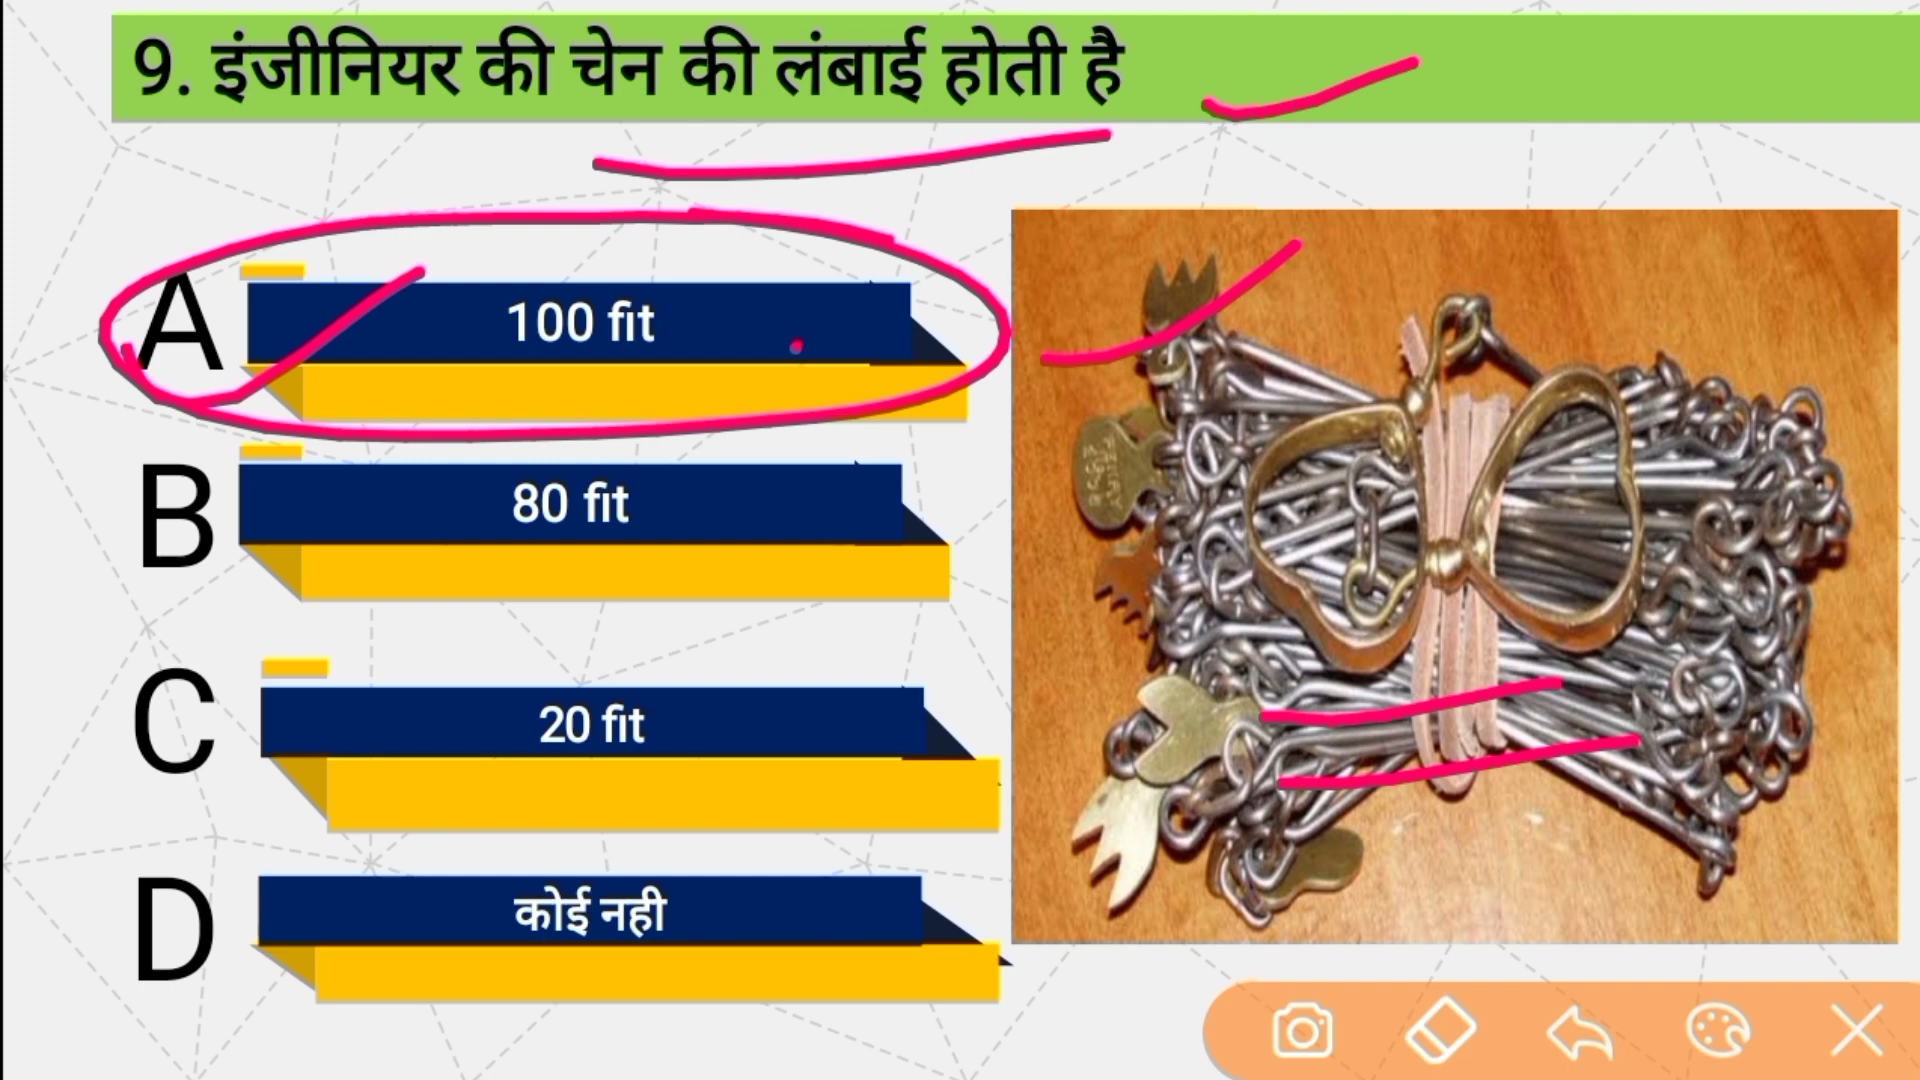 9. इंजीनियर की चेन की लंबाई होती है
A
100 fit
B
80 fit
C
20 fit
D
कोई नही